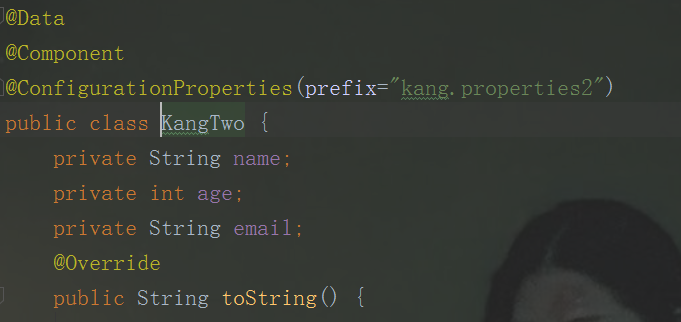 @Data
@Component
@ConfigurationProperties(prefix="kang.properties2")
public class KangTwo {
private String name;
private int age;
private String email;
@Override
public String toString() {